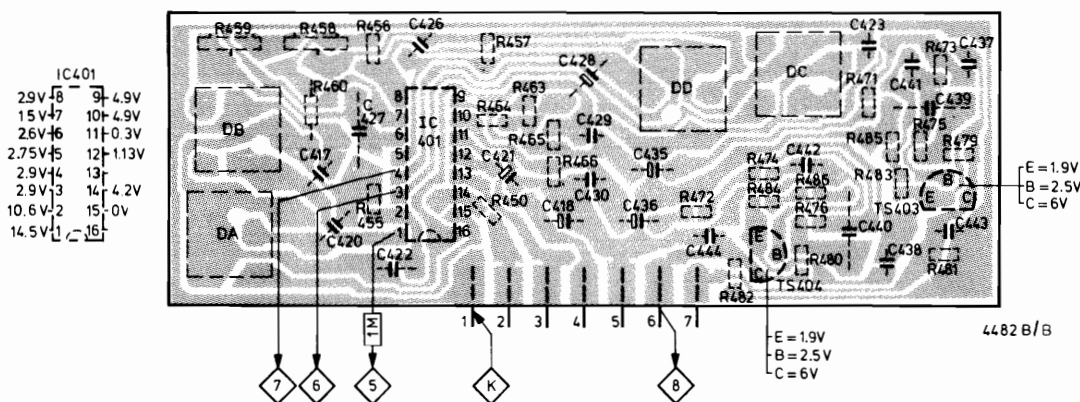 IC401
2.9V 8 9 4.9V
1.5V 7 10 4.9V
2.6V 6 11 0.3V
2.75V 5 12 1.13V
2.9V 4 13
2.9V 3 14 4.2V
10.6V 2 15 0V
14.5V 1 16
R459 R458 R456 C426 R457 C428 C423 R473 C437
DD DC R471 C441 C439
R460 C427 8 IC401 9 R464 R463 R475
DB 7 10 R465 C429 R485 R479
6 11
5 12 C421 R466 C435 R474 C442 R483 B
C417 4 13 C430 R484 R486 E C
3 14 R450 C418 C436 R472 R476 TS403 C443
DA R455 2 15 E B C440
C420 1 16 C444 R480 C438 R481
C422 R482 C TS404
E = 1.9V
B = 2.5V
C = 6V
1M 1 2 3 4 5 6 7
4482 B/B
E = 1.9V
B = 2.5V
C = 6V
7 6 5 K 8